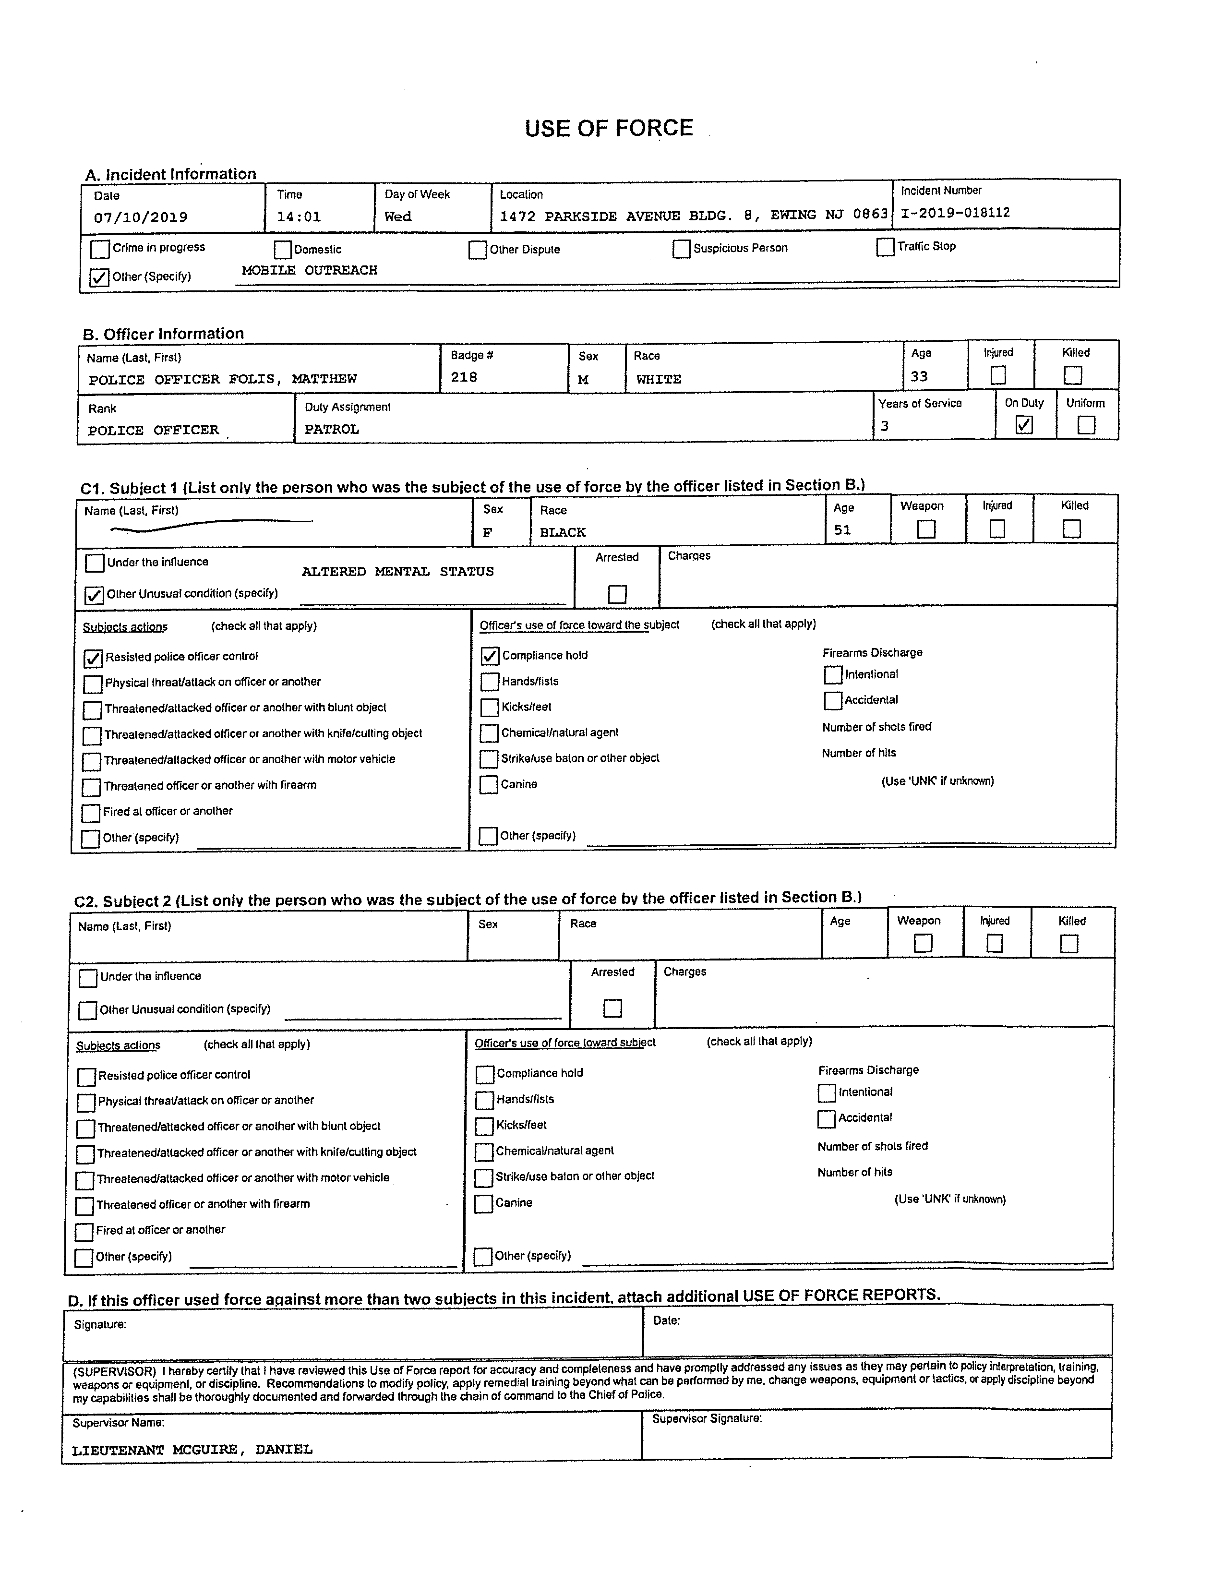 USE OF FORCE
A. Incident Information
Date Time Day of Week Location Incident Number
07/10/2019 14:01 Wed 1472 PARKSIDE AVENUE BLDG. 8, EWING NJ 0863 I-2019-018112
Crime in progress Domestic Other Dispute Suspicious Person Traffic Stop
Other (Specify) MOBILE OUTREACH
B. Officer Information
Name (Last, First) Badge # Sex Race Age Injured Killed
POLICE OFFICER FOLIS, MATTHEW 218 M WHITE 33
Rank Duty Assignment Years of Service On Duty Uniform
POLICE OFFICER PATROL 3
C1. Subject 1 (List only the person who was the subject of the use of force by the officer listed in Section B.)
Name (Last, First) Sex Race Age Weapon Injured Killed
F BLACK 51
Under the influence Arrested Charges
ALTERED MENTAL STATUS
Other Unusual condition (specify)
Subjects actions (check all that apply) Officer's use of force toward the subject (check all that apply)
Resisted police officer control Compliance hold Firearms Discharge
Physical threat/attack on officer or another Hands/fists Intentional
Threatened/attacked officer or another with blunt object Kicks/feet Accidental
Threatened/attacked officer or another with knife/cutting object Chemical/natural agent Number of shots fired
Threatened/attacked officer or another with motor vehicle Strike/use baton or other object Number of hits
Threatened officer or another with firearm Canine (Use 'UNK' if unknown)
Fired at officer or another
Other (specify) Other (specify)
C2. Subject 2 (List only the person who was the subject of the use of force by the officer listed in Section B.)
Name (Last, First) Sex Race Age Weapon Injured Killed
Under the influence Arrested Charges
Other Unusual condition (specify)
Subjects actions (check all that apply) Officer's use of force toward subject (check all that apply)
Resisted police officer control Compliance hold Firearms Discharge
Physical threat/attack on officer or another Hands/fists Intentional
Threatened/attacked officer or another with blunt object Kicks/feet Accidental
Threatened/attacked officer or another with knife/cutting object Chemical/natural agent Number of shots fired
Threatened/attacked officer or another with motor vehicle Strike/use baton or other object Number of hits
Threatened officer or another with firearm Canine (Use 'UNK' if unknown)
Fired at officer or another
Other (specify) Other (specify)
D. If this officer used force against more than two subjects in this incident, attach additional USE OF FORCE REPORTS.
Signature: Date:
(SUPERVISOR) I hereby certify that I have reviewed this Use of Force report for accuracy and completeness and have promptly addressed any issues as they may pertain to policy interpretation, training,
weapons or equipment, or discipline. Recommendations to modify policy, apply remedial training beyond what can be performed by me, change weapons, equipment or tactics, or apply discipline beyond
my capabilities shall be thoroughly documented and forwarded through the chain of command to the Chief of Police.
Supervisor Name: Supervisor Signature:
LIEUTENANT MCGUIRE, DANIEL